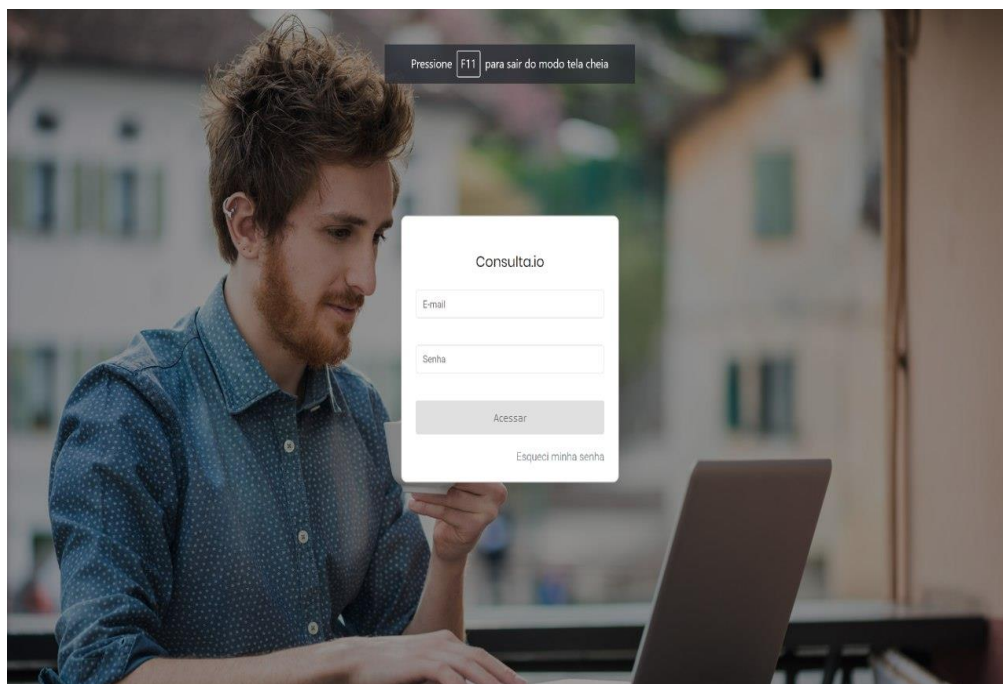 Pressione F11 para sair do modo tela cheia
Consulta.io
E-mail
Senha
Acessar
Esqueci minha senha